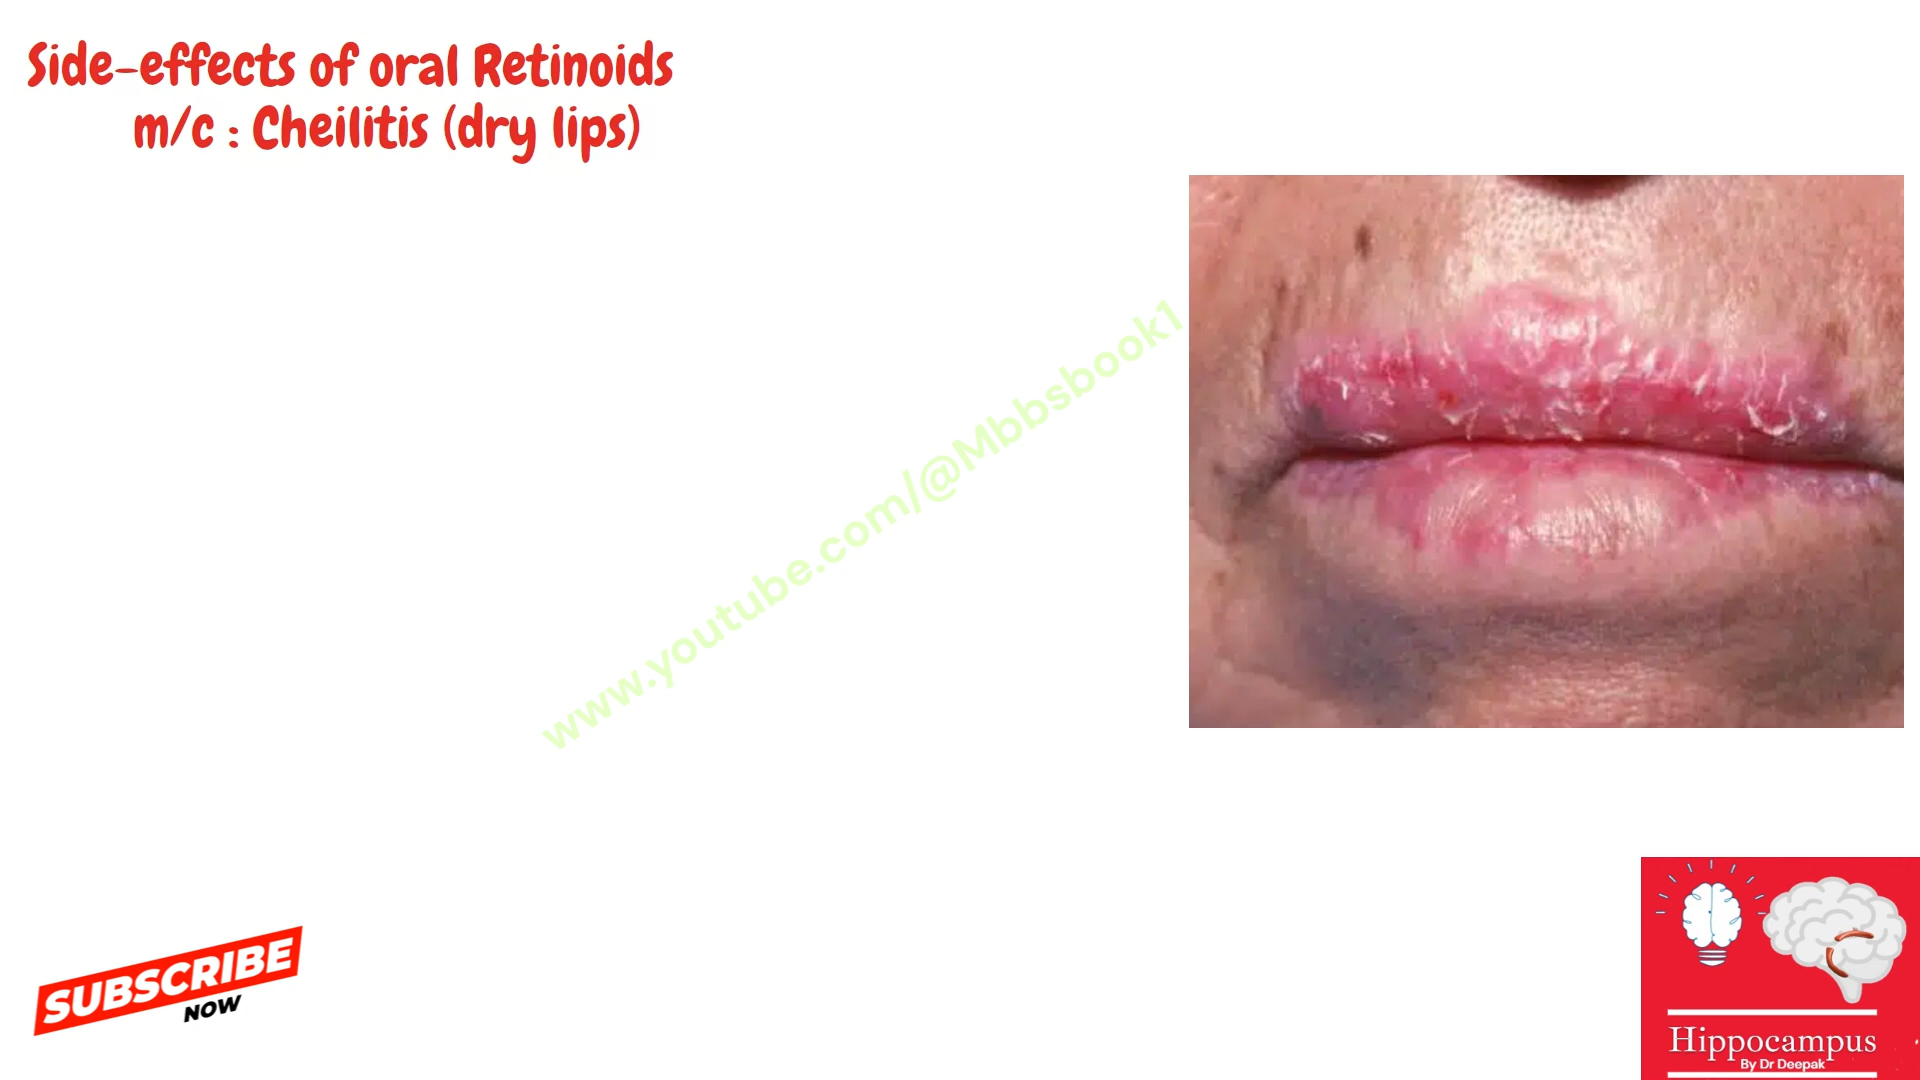 Side-effects of oral Retinoids
m/c : Cheilitis (dry lips)
www.youtube.com/@Mbbsbook1
SUBSCRIBE
NOW
Hippocampus
By Dr Deepak